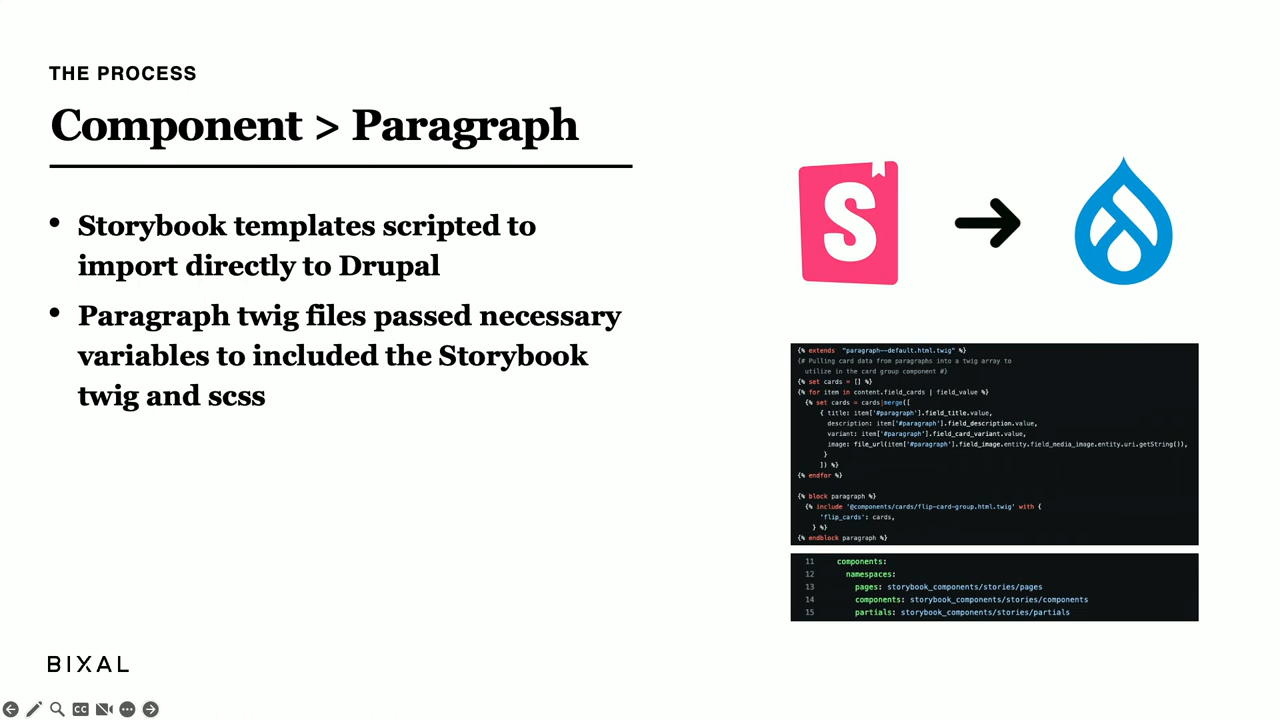 THE PROCESS
Component > Paragraph
• Storybook templates scripted to
import directly to Drupal
• Paragraph twig files passed necessary
variables to included the Storybook
twig and scss
S
{% extends "paragraph--default.html.twig" %}
{# Pulling card data from paragraphs into a twig array to
utilize in the card group component #}
{% set cards = [] %}
{% for item in content.field_cards | field_value %}
{% set cards = cards|merge([
{ title: item['#paragraph'].field_title.value,
description: item['#paragraph'].field_description.value,
variant: item['#paragraph'].field_card_variant.value,
image: file_url(item['#paragraph'].field_image.entity.field_media_image.entity.uri.getString()),
}
]) %}
{% endfor %}
{% block paragraph %}
{% include '@components/cards/flip-card-group.html.twig' with {
'flip_cards': cards,
} %}
{% endblock paragraph %}
11 components:
12 namespaces:
13 pages: storybook_components/stories/pages
14 components: storybook_components/stories/components
15 partials: storybook_components/stories/partials
BIXAL
CC